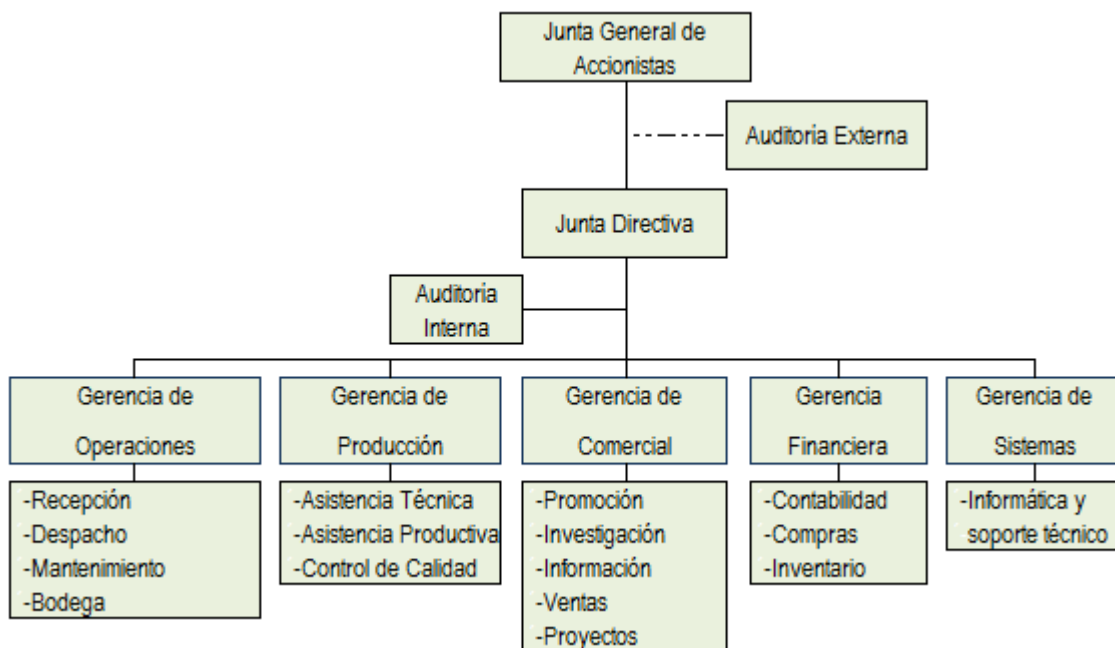 Junta General de
Accionistas
Auditoría Externa
Junta Directiva
Auditoría
Interna
Gerencia de
Operaciones
-Recepción
-Despacho
-Mantenimiento
-Bodega
Gerencia de
Producción
-Asistencia Técnica
-Asistencia Productiva
-Control de Calidad
Gerencia de
Comercial
-Promoción
-Investigación
-Información
-Ventas
-Proyectos
Gerencia
Financiera
-Contabilidad
-Compras
-Inventario
Gerencia de
Sistemas
-Informática y
soporte técnico